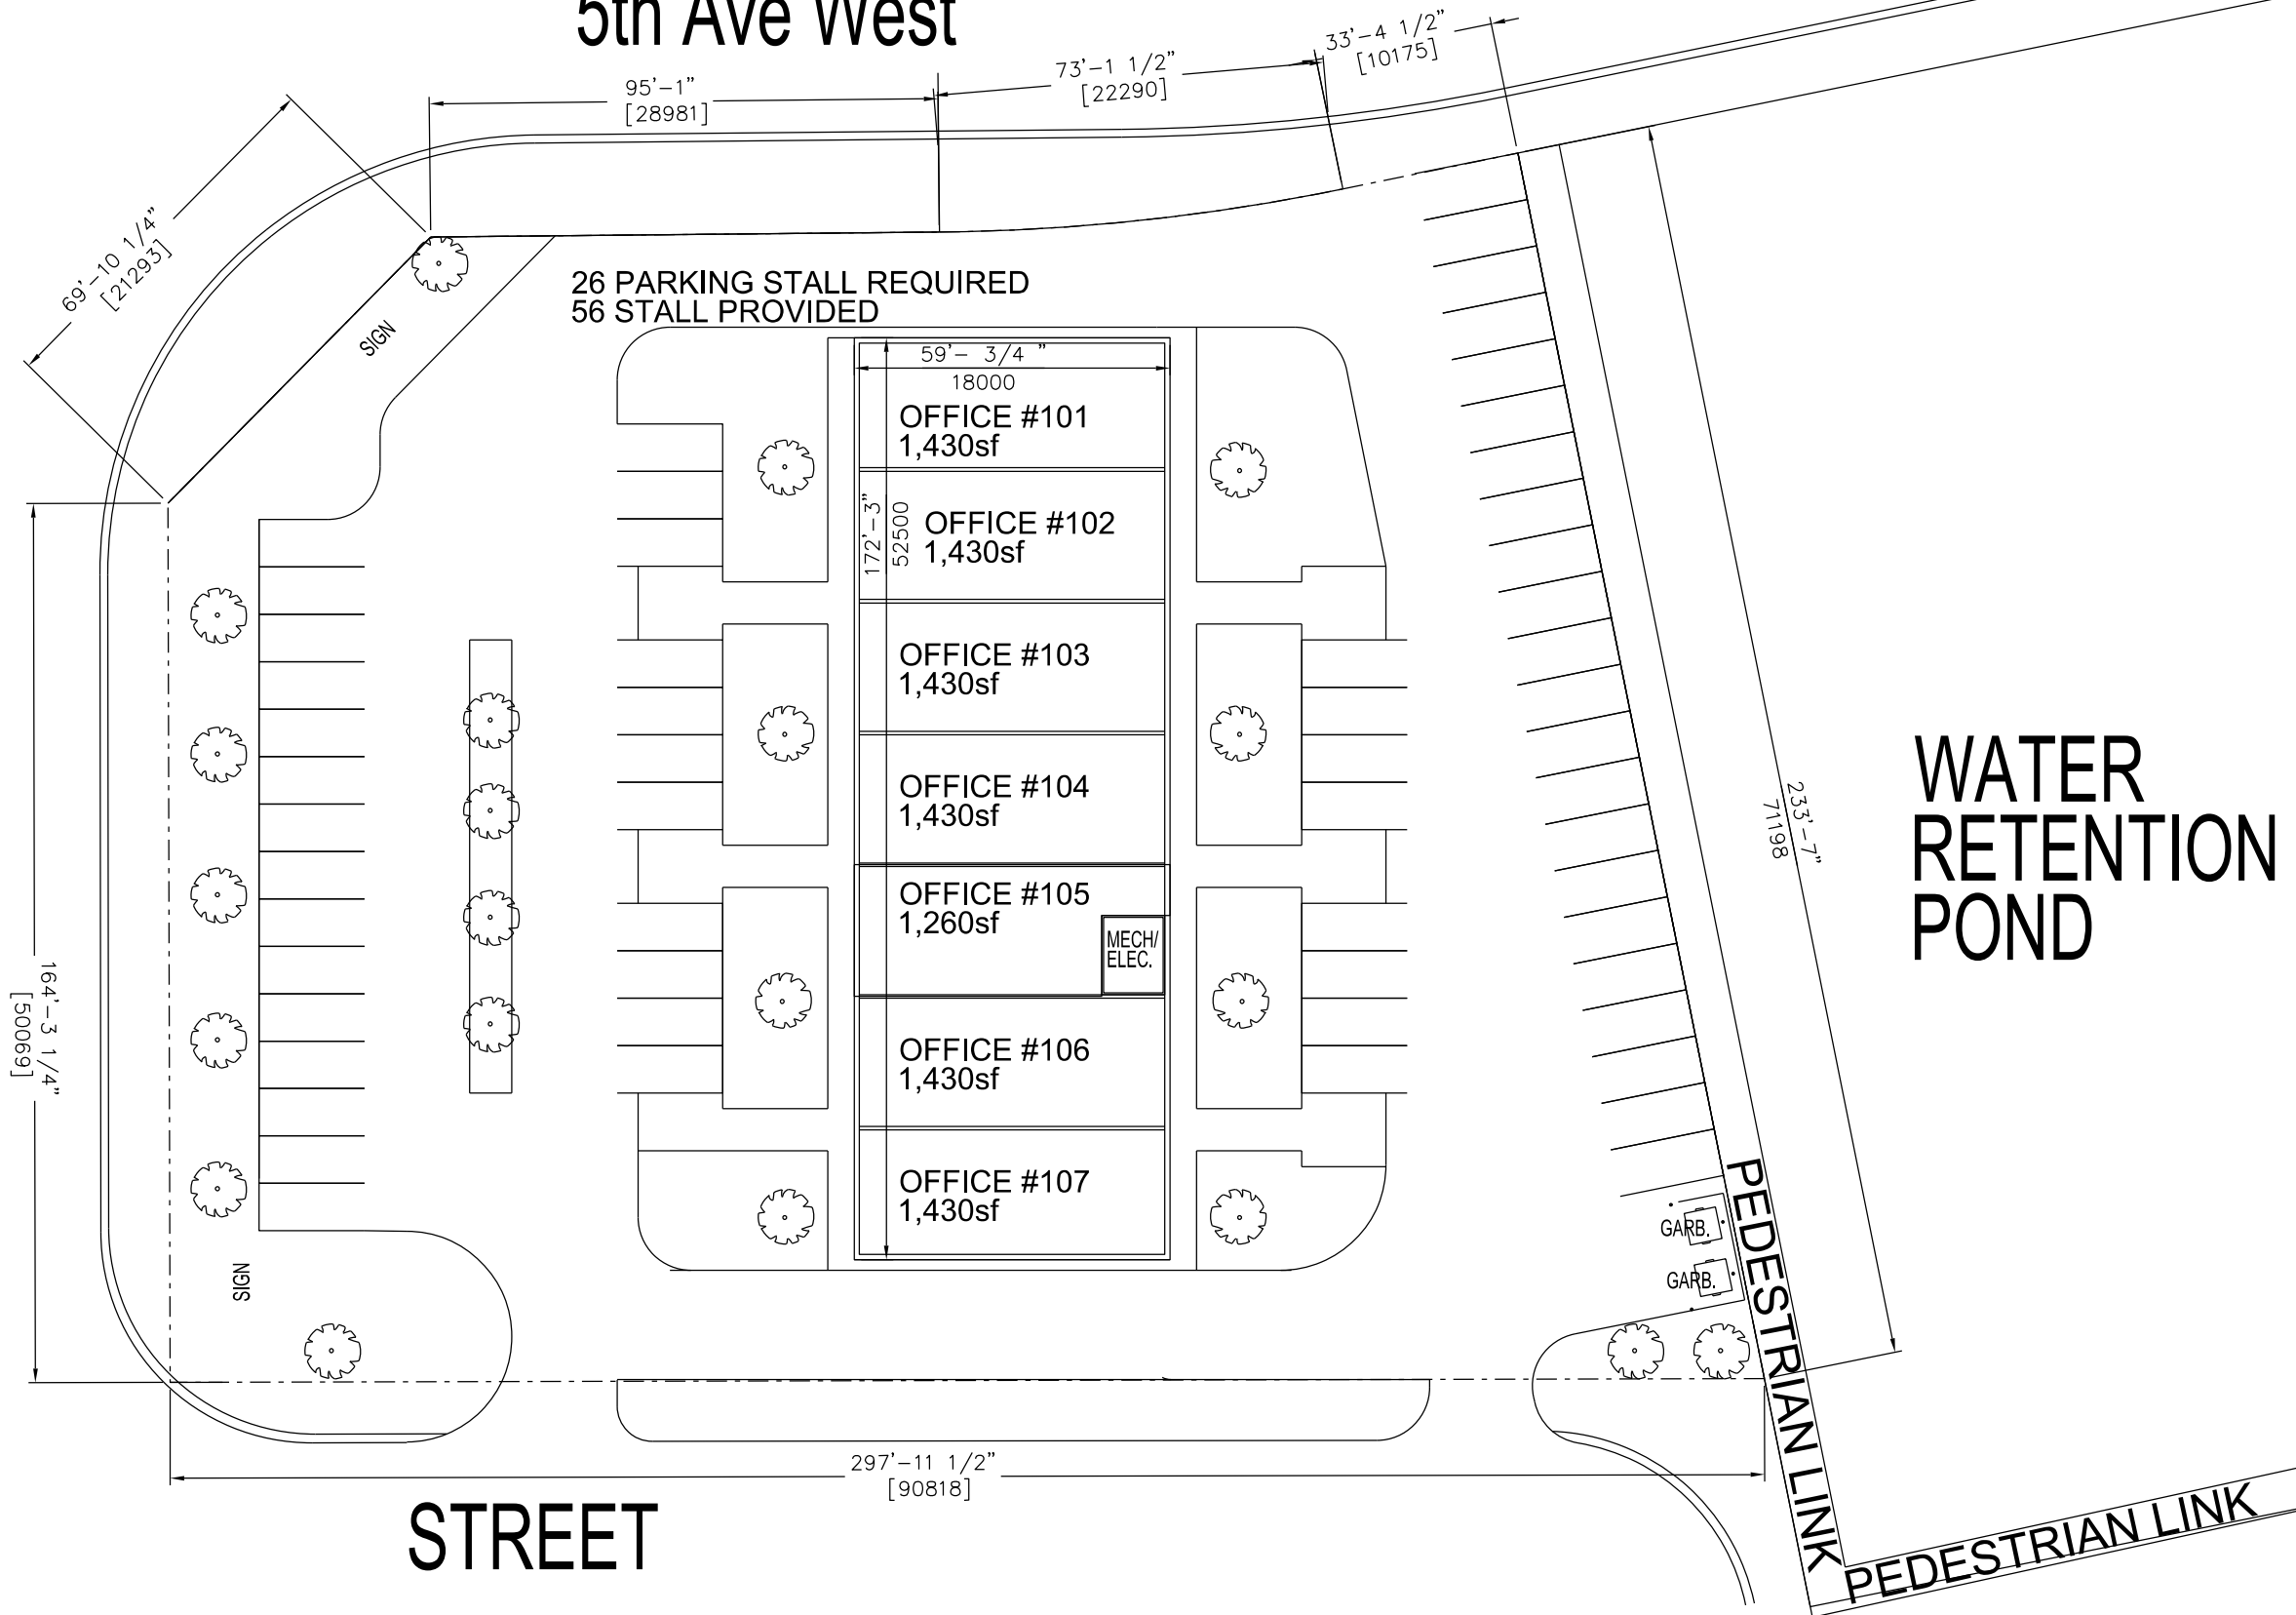 5th Ave West
33'-4 1/2"
[10175]
73'-1 1/2"
[22290]
95'-1"
[28981]
69'-10 1/4"
[21293]
SIGN
26 PARKING STALL REQUIRED
56 STALL PROVIDED
59'- 3/4 "
18000
OFFICE #101
1,430sf
172'-3"
52500
OFFICE #102
1,430sf
OFFICE #103
1,430sf
OFFICE #104
1,430sf
OFFICE #105
1,260sf
MECH/
ELEC.
OFFICE #106
1,430sf
OFFICE #107
1,430sf
233'-7"
71198
WATER
RETENTION
POND
164'-3 1/4"
[50069]
SIGN
GARB.
GARB.
PEDESTRIAN LINK
297'-11 1/2"
[90818]
STREET
PEDESTRIAN LINK